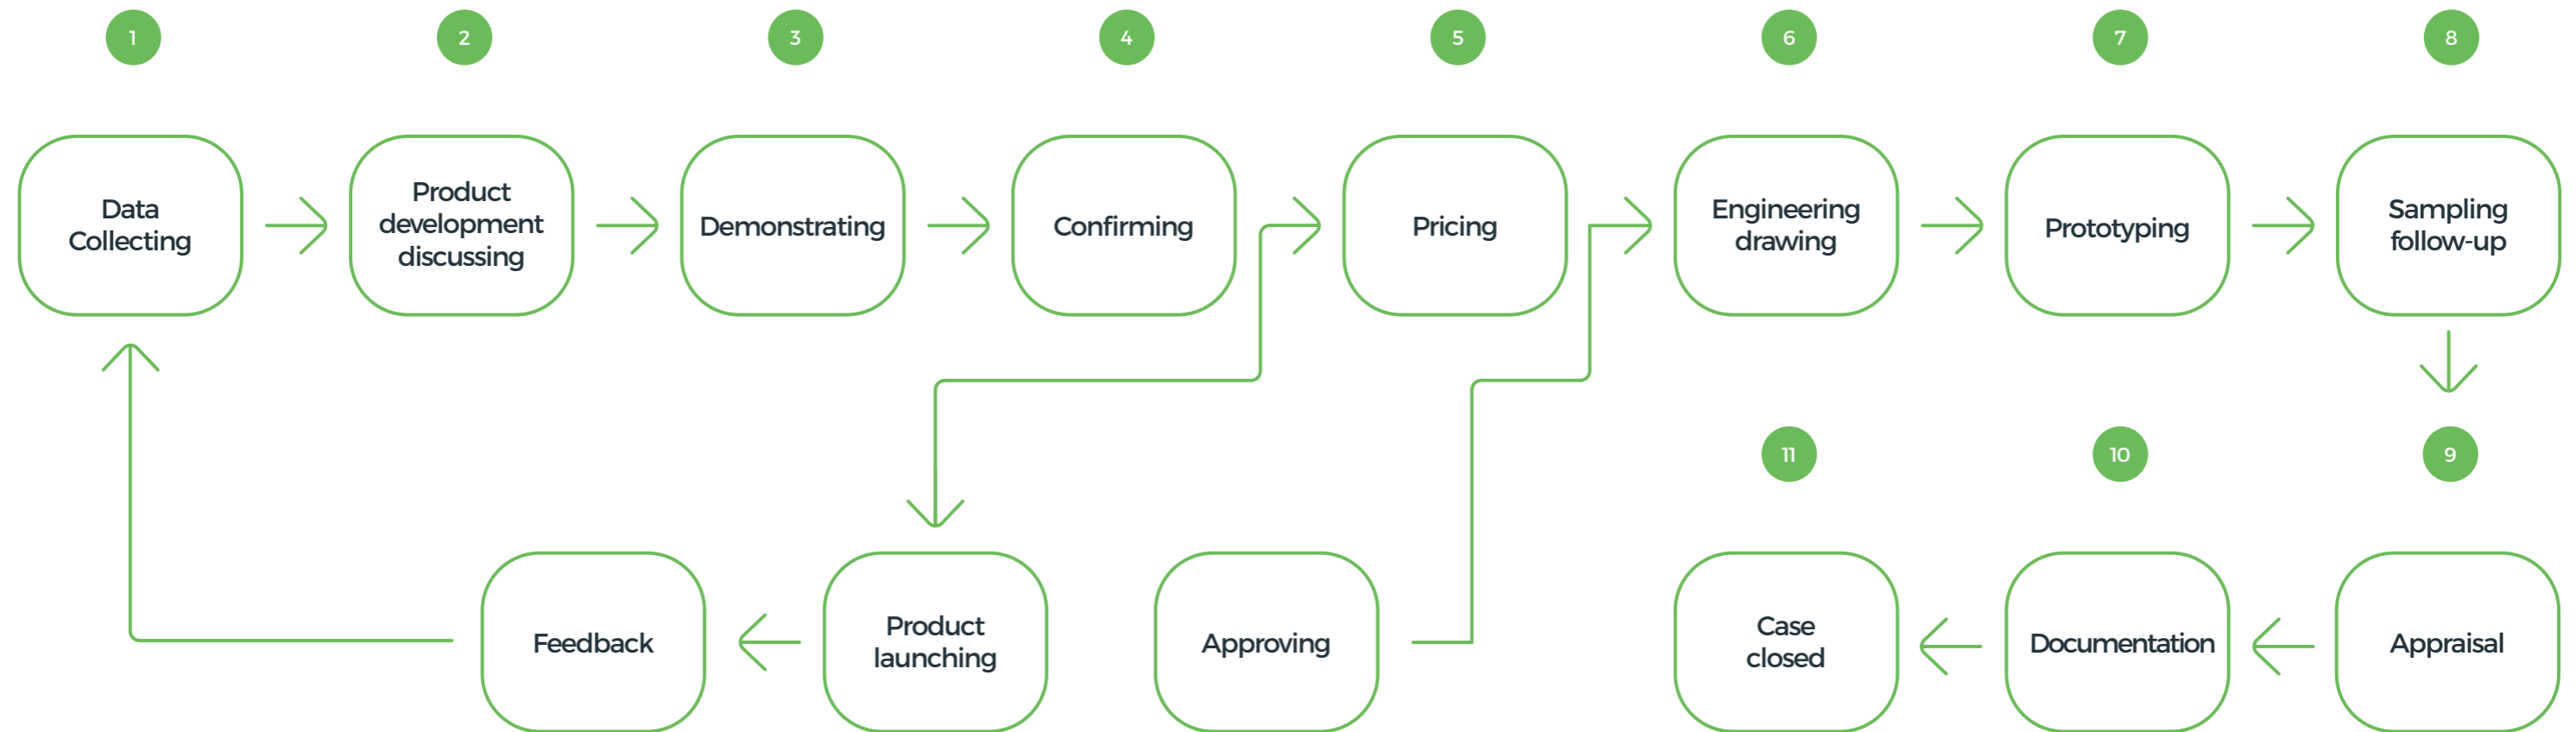 1
2
3
4
5
6
7
8
Data
Collecting
Product
development
discussing
Demonstrating
Confirming
Pricing
Engineering
drawing
Prototyping
Sampling
follow-up
11
10
9
Feedback
Product
launching
Approving
Case
closed
Documentation
Appraisal